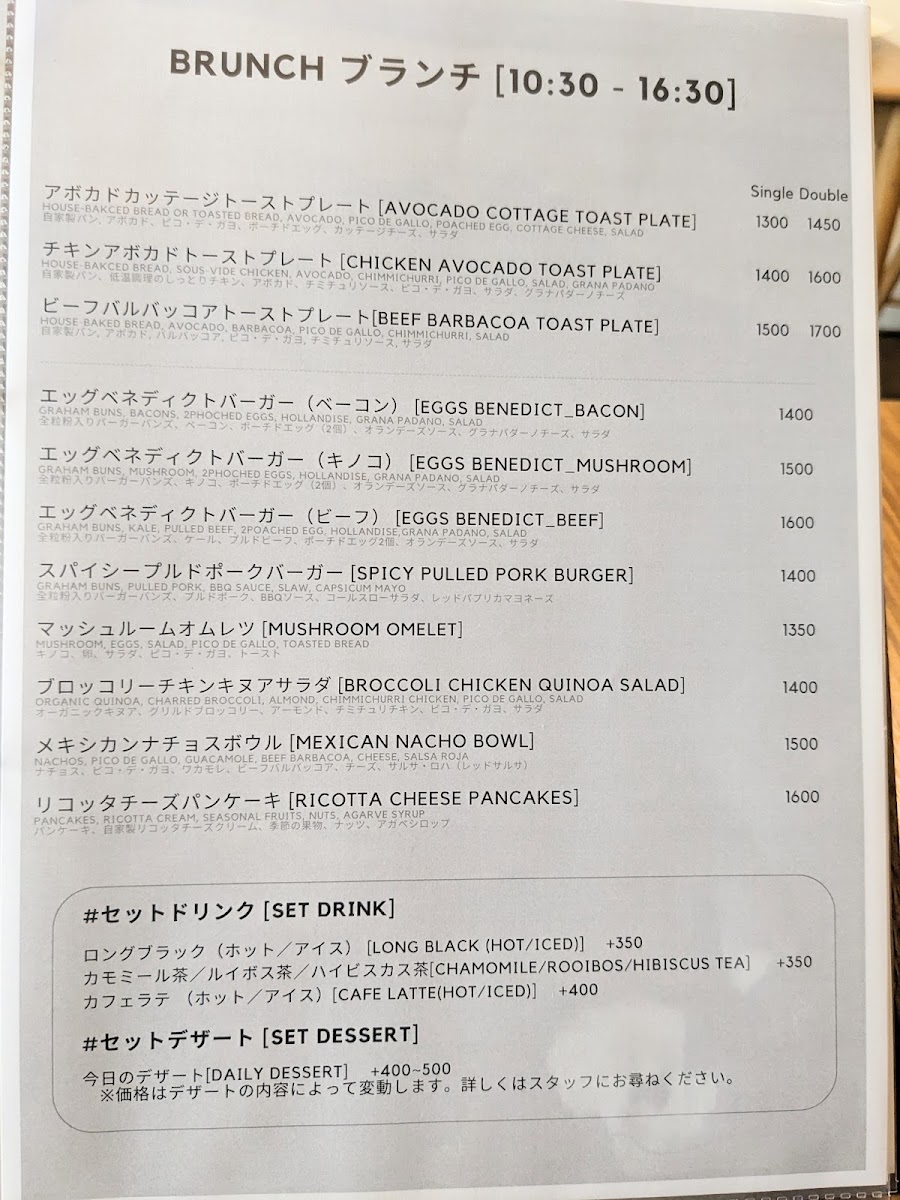 BRUNCH ブランチ [10:30 - 16:30]
Single Double
アボカドカッテージトーストプレート [AVOCADO COTTAGE TOAST PLATE] 1300 1450
HOUSE-BAKCED BREAD OR TOASTED BREAD, AVOCADO, PICO DE GALLO, POACHED EGG, COTTAGE CHEESE, SALAD
自家製パン、アボカド、ピコ・デ・ガヨ、ポーチドエッグ、カッテージチーズ、サラダ
チキンアボカドトーストプレート [CHICKEN AVOCADO TOAST PLATE] 1400 1600
HOUSE-BAKCED BREAD, SOUS-VIDE CHICKEN, AVOCADO, CHIMMICHURRI, PICO DE GALLO, SALAD, GRANA PADANO
自家製パン、低温調理のしっとりチキン、アボカド、チミチュリソース、ピコ・デ・ガヨ、サラダ、グラナパダーノチーズ
ビーフバルバッコアトーストプレート[BEEF BARBACOA TOAST PLATE] 1500 1700
HOUSE-BAKED BREAD, AVOCADO, BARBACOA, PICO DE GALLO, CHIMMICHURRI, SALAD
自家製パン、アボカド、バルバッコア、ピコ・デ・ガヨ、チミチュリソース、サラダ
エッグベネディクトバーガー（ベーコン） [EGGS BENEDICT_BACON] 1400
GRAHAM BUNS, BACONS, 2PHOCHED EGGS, HOLLANDISE, GRANA PADANO, SALAD
全粒粉入りバーガーバンズ、ベーコン、ポーチドエッグ（2個）、オランデーズソース、グラナパダーノチーズ、サラダ
エッグベネディクトバーガー（キノコ） [EGGS BENEDICT_MUSHROOM] 1500
GRAHAM BUNS, MUSHROOM, 2PHOCHED EGGS, HOLLANDISE, GRANA PADANO, SALAD
全粒粉入りバーガーバンズ、キノコ、ポーチドエッグ（2個）、オランデーズソース、グラナパダーノチーズ、サラダ
エッグベネディクトバーガー（ビーフ） [EGGS BENEDICT_BEEF] 1600
GRAHAM BUNS, KALE, PULLED BEEF, 2POACHED EGG, HOLLANDISE,GRANA PADANO, SALAD
全粒粉入りバーガーバンズ、ケール、プルドビーフ、ポーチドエッグ2個、オランデーズソース、サラダ
スパイシープルドポークバーガー [SPICY PULLED PORK BURGER] 1400
GRAHAM BUNS, PULLED PORK, BBQ SAUCE, SLAW, CAPSICUM MAYO
全粒粉入りバーガーバンズ、プルドポーク、BBQソース、コールスローサラダ、レッドパプリカマヨネーズ
マッシュルームオムレツ [MUSHROOM OMELET] 1350
MUSHROOM, EGGS, SALAD, PICO DE GALLO, TOASTED BREAD
キノコ、卵、サラダ、ピコ・デ・ガヨ、トースト
ブロッコリーチキンキヌアサラダ [BROCCOLI CHICKEN QUINOA SALAD] 1400
ORGANIC QUINOA, CHARRED BROCCOLI, ALMOND, CHIMMICHURRI CHICKEN, PICO DE GALLO, SALAD
オーガニックキヌア、グリルドブロッコリー、アーモンド、チミチュリチキン、ピコ・デ・ガヨ、サラダ
メキシカンナチョスボウル [MEXICAN NACHO BOWL] 1500
NACHOS, PICO DE GALLO, GUACAMOLE, BEEF BARBACOA, CHEESE, SALSA ROJA
ナチョス、ピコ・デ・ガヨ、ワカモレ、ビーフバルバッコア、チーズ、サルサ・ロハ（レッドサルサ）
リコッタチーズパンケーキ [RICOTTA CHEESE PANCAKES] 1600
PANCAKES, RICOTTA CREAM, SEASONAL FRUITS, NUTS, AGARVE SYRUP
パンケーキ、自家製リコッタチーズクリーム、季節の果物、ナッツ、アガベシロップ
#セットドリンク [SET DRINK]
ロングブラック（ホット／アイス） [LONG BLACK (HOT/ICED)] +350
カモミール茶／ルイボス茶／ハイビスカス茶[CHAMOMILE/ROOIBOS/HIBISCUS TEA] +350
カフェラテ （ホット／アイス）[CAFE LATTE(HOT/ICED)] +400
#セットデザート [SET DESSERT]
今日のデザート[DAILY DESSERT] +400~500
※価格はデザートの内容によって変動します。詳しくはスタッフにお尋ねください。